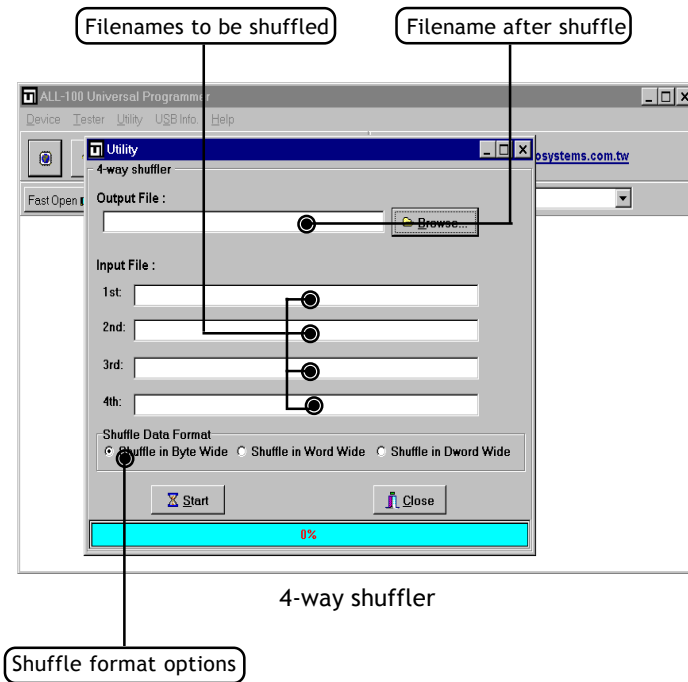 Filenames to be shuffled
Filename after shuffle
ALL-100 Universal Programmer
Device Tester Utility USB Info. Help
Utility
osystems.com.tw
4-way shuffler
Fast Open
Output File :
Browse...
Input File :
1st:
2nd:
3rd:
4th:
Shuffle Data Format
Shuffle in Byte Wide Shuffle in Word Wide Shuffle in Dword Wide
Start
Close
0%
4-way shuffler
Shuffle format options